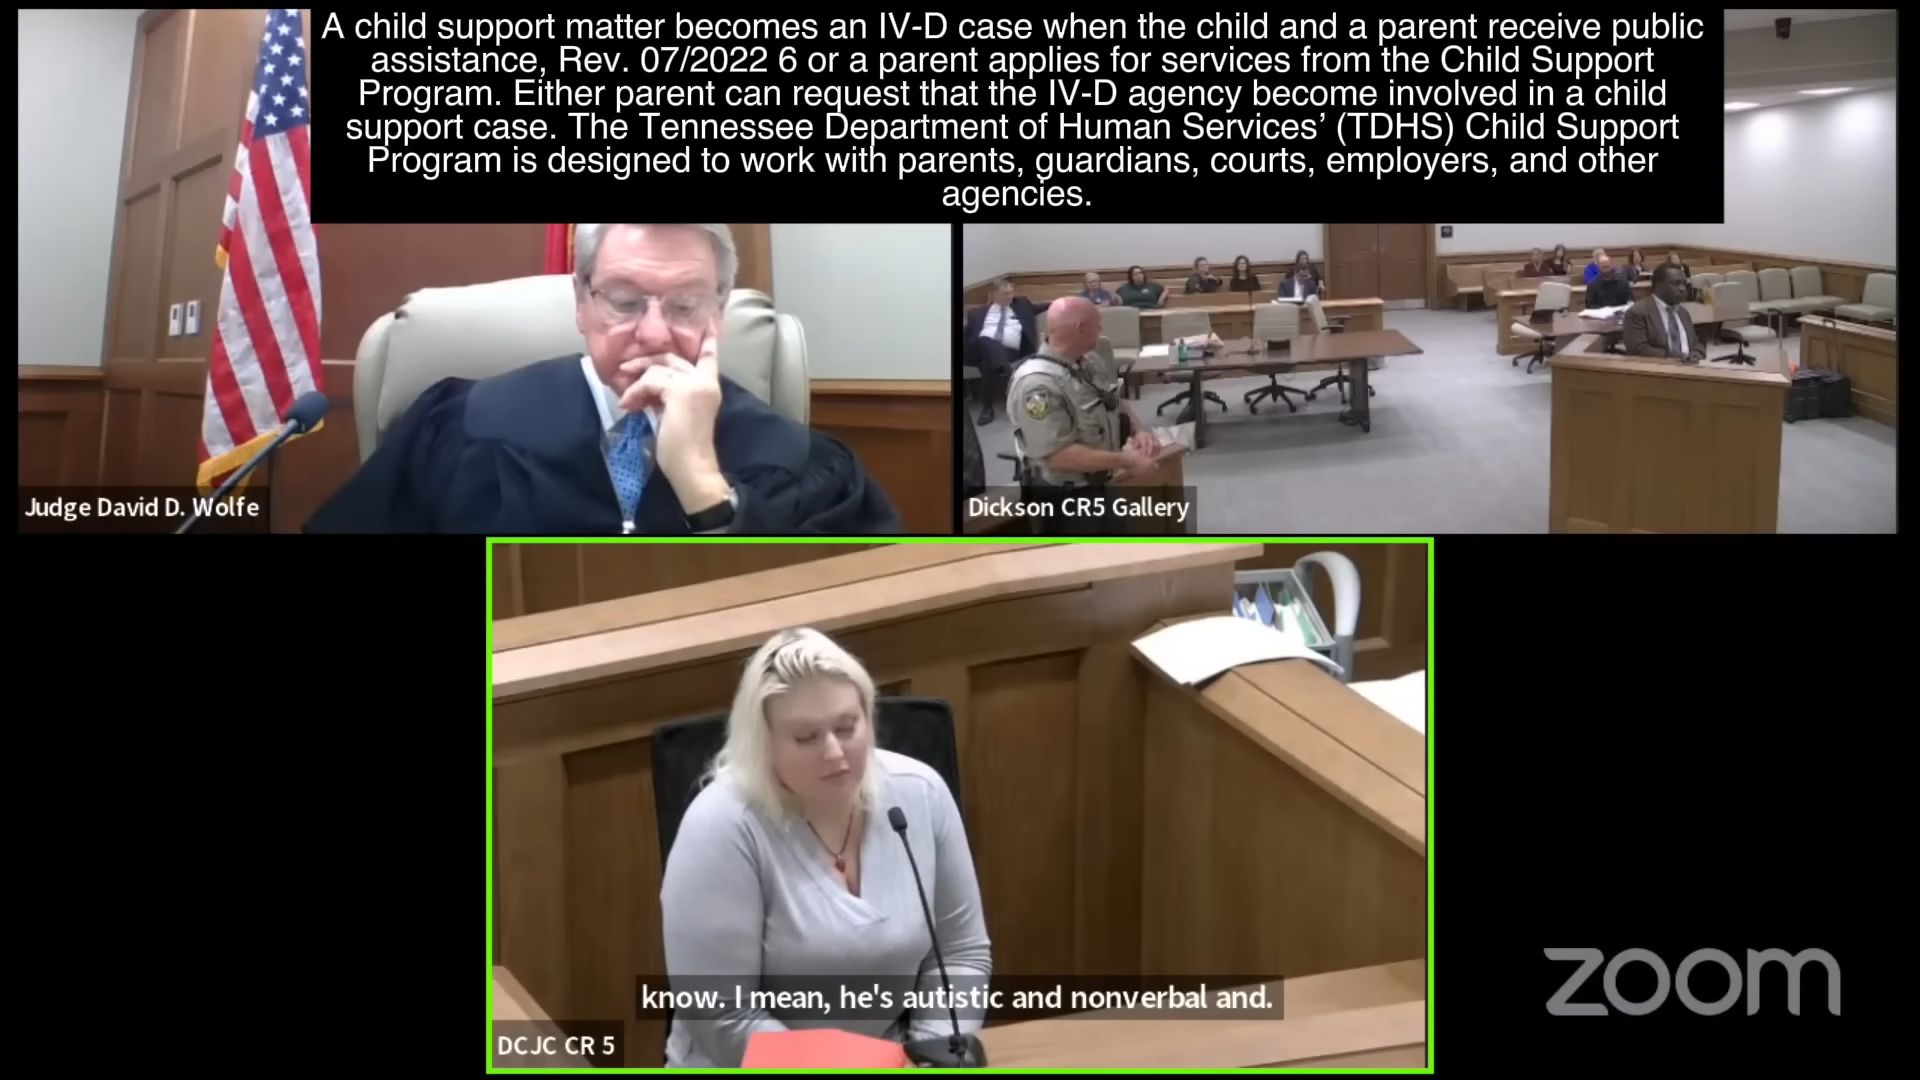 A child support matter becomes an IV-D case when the child and a parent receive public
assistance, Rev. 07/2022 6 or a parent applies for services from the Child Support
Program. Either parent can request that the IV-D agency become involved in a child
support case. The Tennessee Department of Human Services’ (TDHS) Child Support
Program is designed to work with parents, guardians, courts, employers, and other
agencies.
Judge David D. Wolfe
Dickson CR5 Gallery
know. I mean, he's autistic and nonverbal and.
DCJC CR 5
zoom